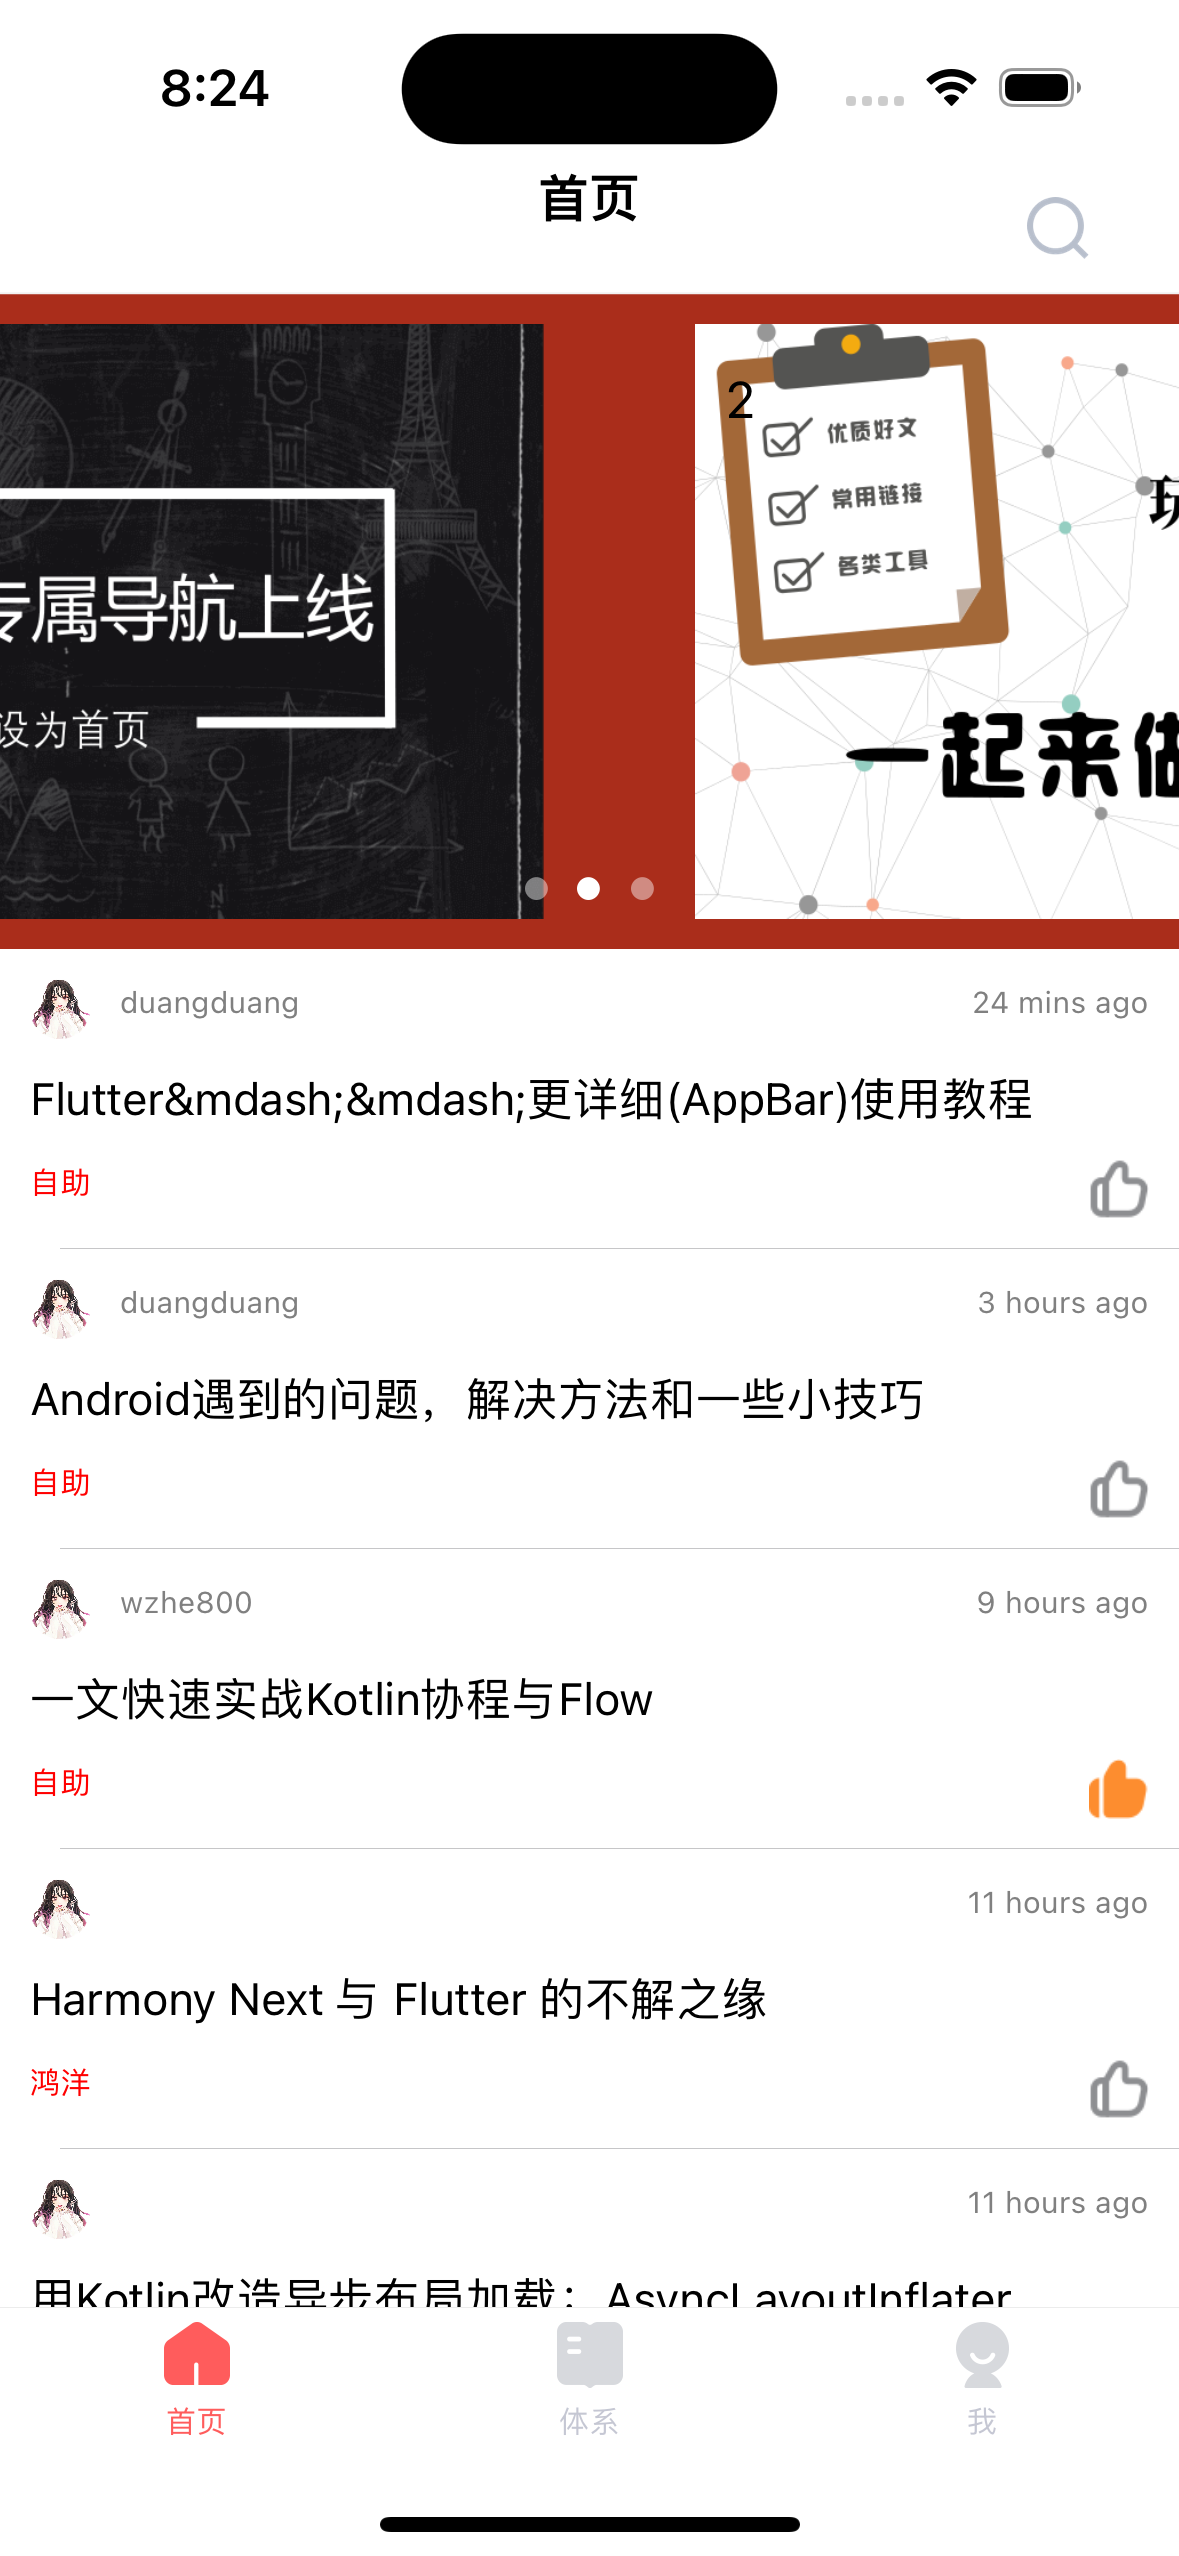 8:24
首页
2
优质好文
常用链接
各类工具
专属导航上线
设为首页
一起来做
duangduang
24 mins ago
Flutter&mdash;&mdash;更详细(AppBar)使用教程
自助
duangduang
3 hours ago
Android遇到的问题，解决方法和一些小技巧
自助
wzhe800
9 hours ago
一文快速实战Kotlin协程与Flow
自助
11 hours ago
Harmony Next 与 Flutter 的不解之缘
鸿洋
11 hours ago
用Kotlin改造异步布局加载：AsyncLayoutInflater
首页
体系
我